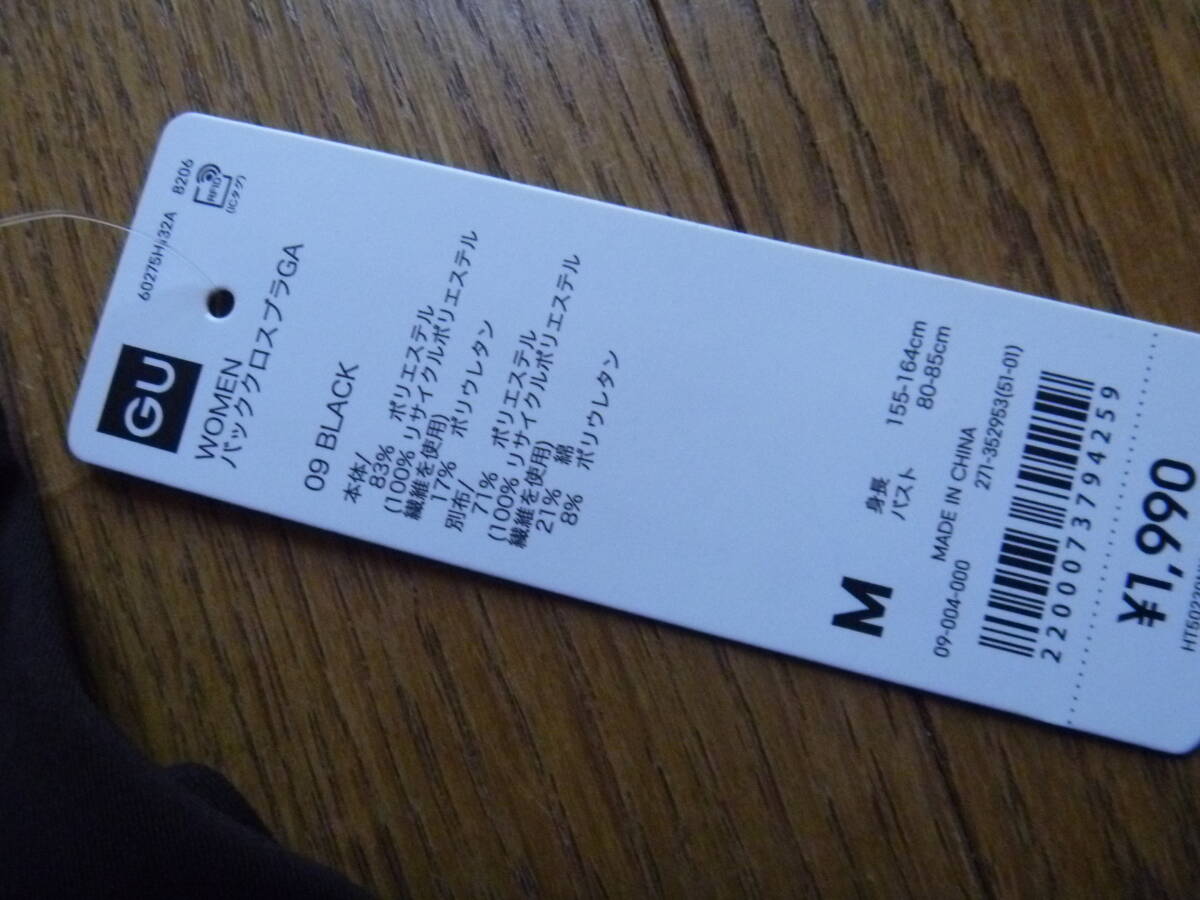 60275H 32A 8206
RFID
(ICタグ)
GU
WOMEN
バッククロスブラGA
09 BLACK
本体/
83% ポリエステル
(100% リサイクルポリエステル
繊維を使用)
17% ポリウレタン
別布/
71% ポリエステル
(100% リサイクルポリエステル
繊維を使用)
21% 綿
8% ポリウレタン
M
身長 155-164cm
バスト 80-85cm
MADE IN CHINA
09-004-000 271-352953(51-01)
2200073794259
¥1,990